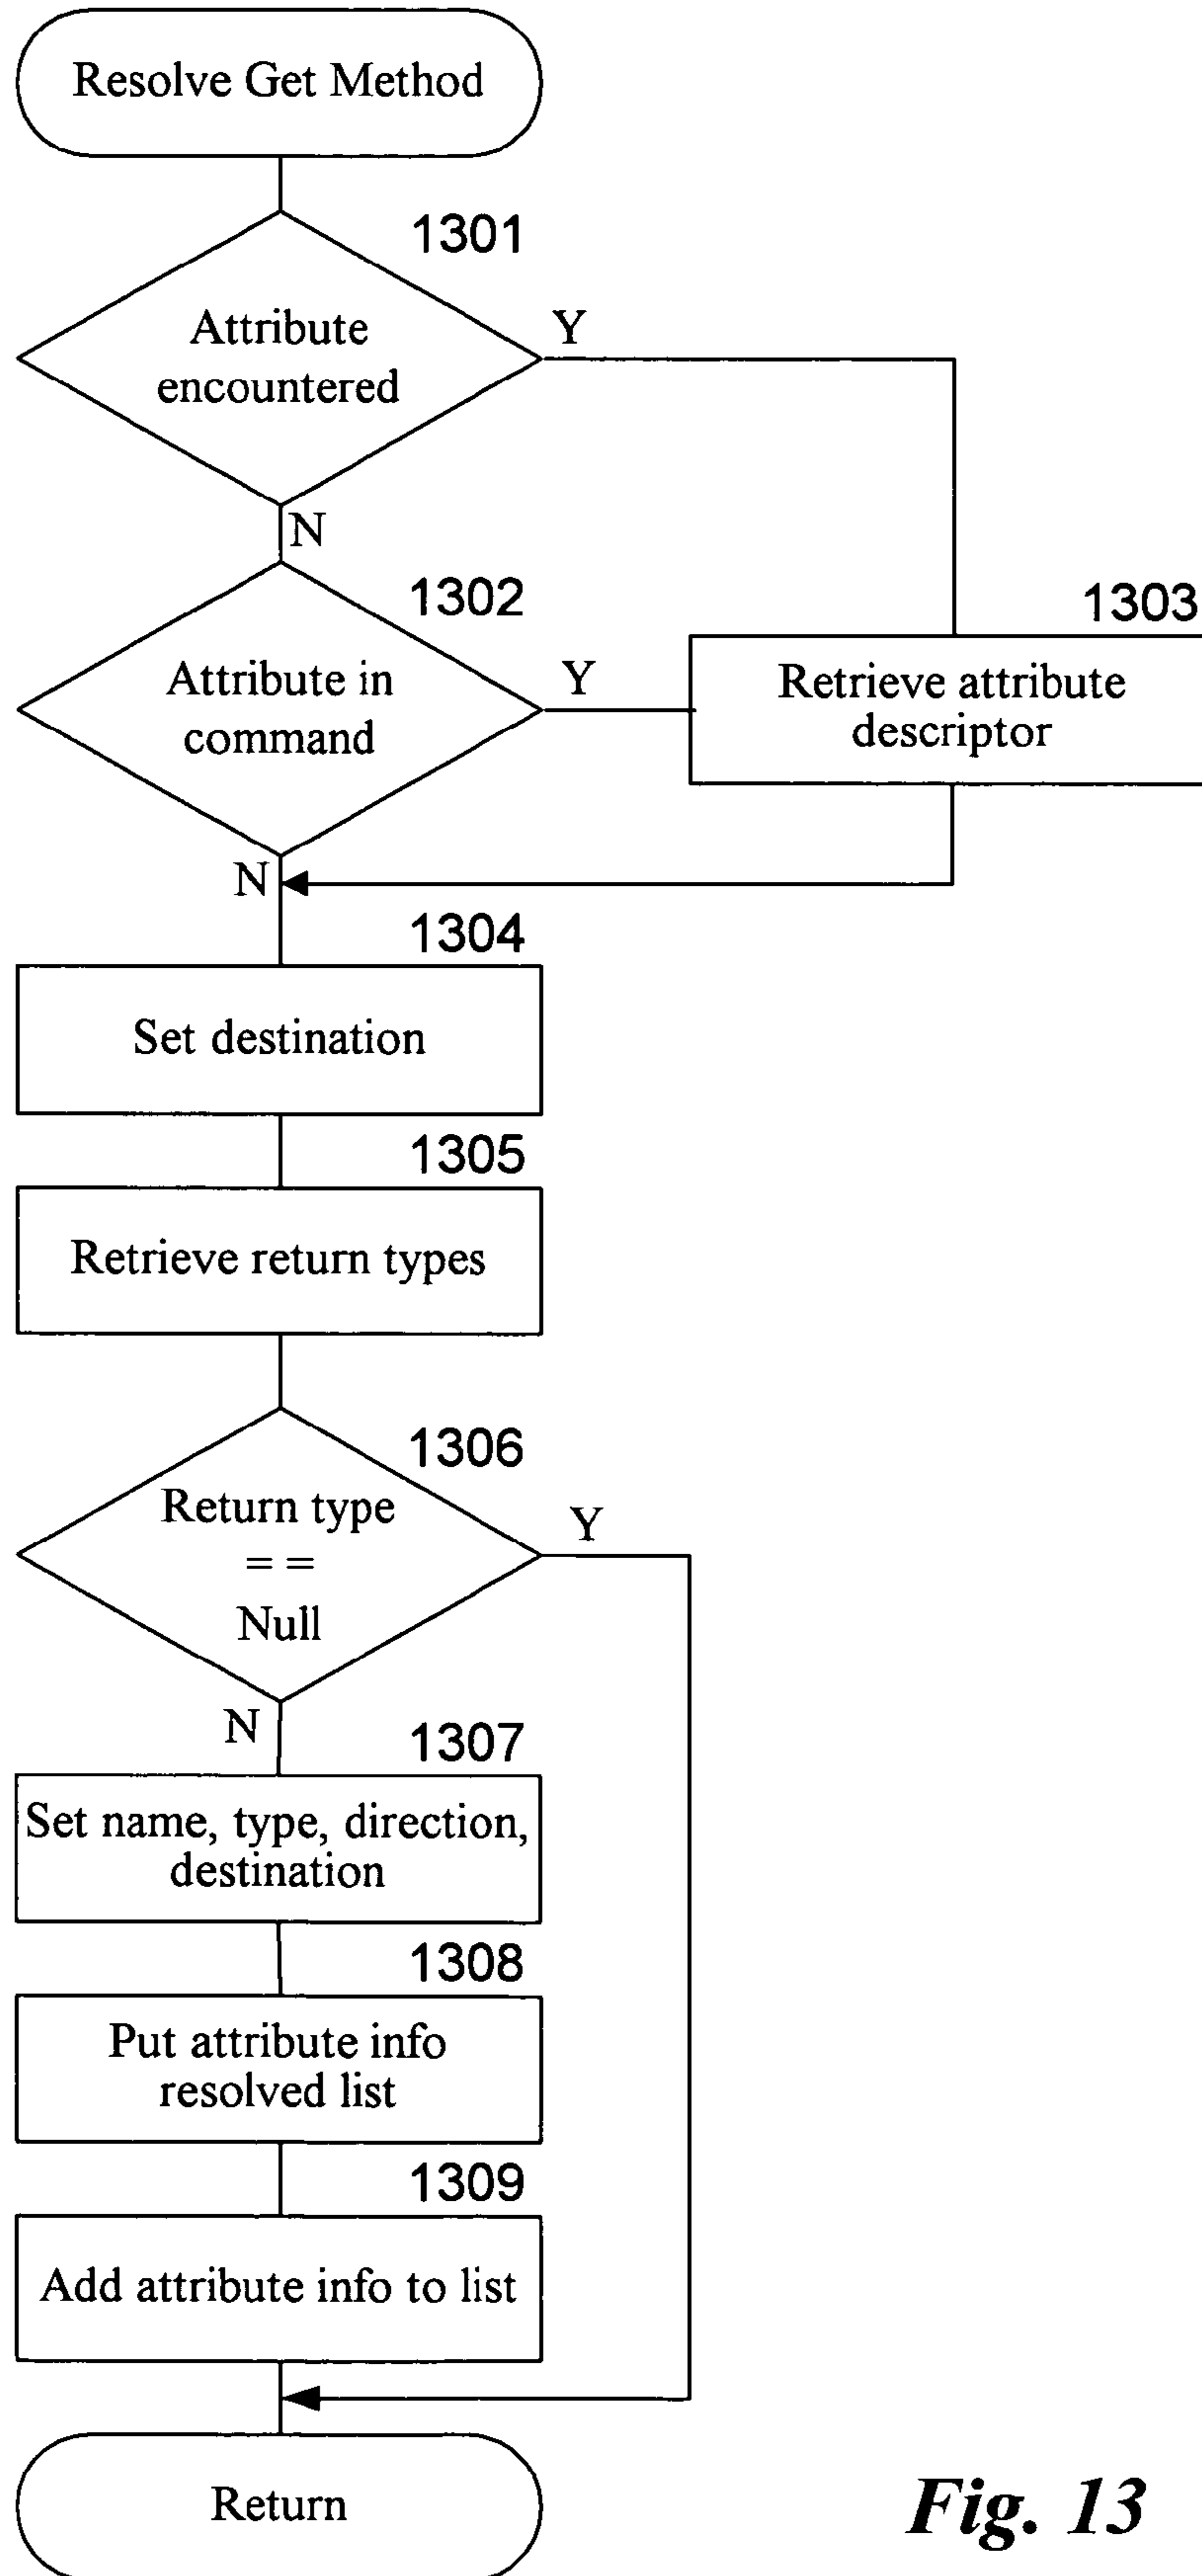 Resolve Get Method
1301
Attribute
encountered
Y
N
1302
Attribute in
command
Y
1303
Retrieve attribute
descriptor
N
1304
Set destination
1305
Retrieve return types
1306
Return type
= =
Null
Y
N
1307
Set name, type, direction,
destination
1308
Put attribute info
resolved list
1309
Add attribute info to list
Return
Fig. 13